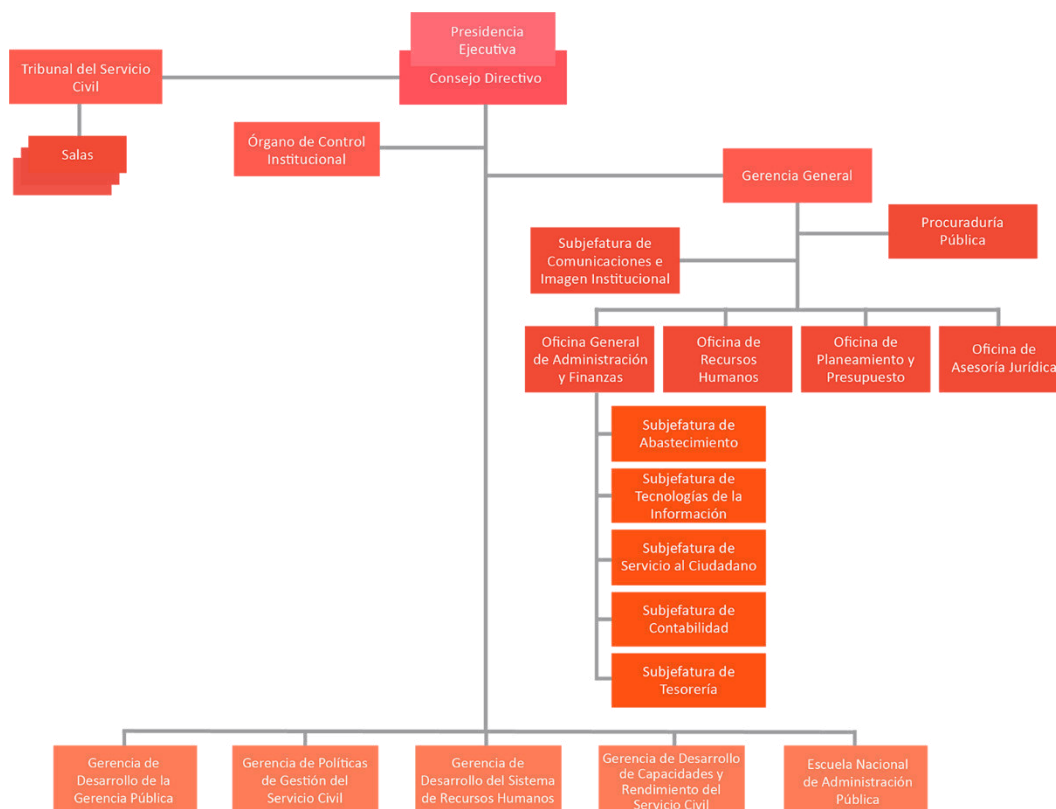 Presidencia
Ejecutiva
Consejo Directivo
Tribunal del Servicio
Civil
Salas
Órgano de Control
Institucional
Gerencia General
Procuraduría
Pública
Subjefatura de
Comunicaciones e
Imagen Institucional
Oficina General
de Administración
y Finanzas
Oficina de
Recursos
Humanos
Oficina de
Planeamiento y
Presupuesto
Oficina de
Asesoría Jurídica
Subjefatura de
Abastecimiento
Subjefatura de
Tecnologías de la
Información
Subjefatura de
Servicio al Ciudadano
Subjefatura de
Contabilidad
Subjefatura de
Tesorería
Gerencia de
Desarrollo de la
Gerencia Pública
Gerencia de Políticas
de Gestión del
Servicio Civil
Gerencia de
Desarrollo del Sistema
de Recursos Humanos
Gerencia de Desarrollo
de Capacidades y
Rendimiento del
Servicio Civil
Escuela Nacional
de Administración
Pública